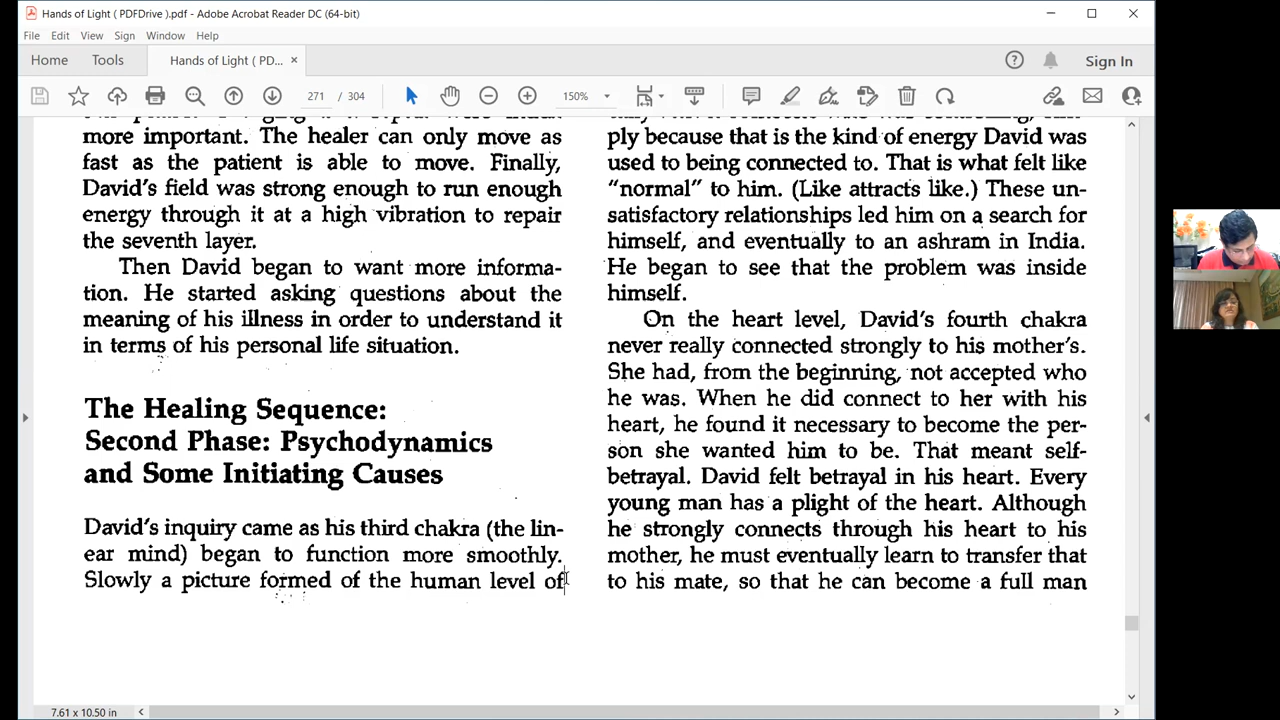 Hands of Light ( PDFDrive ).pdf - Adobe Acrobat Reader DC (64-bit)
File Edit View Sign Window Help
Home Tools Hands of Light ( PD... × Sign In
271 / 304 150%
more important. The healer can only move as
fast as the patient is able to move. Finally,
David's field was strong enough to run enough
energy through it at a high vibration to repair
the seventh layer.
Then David began to want more informa-
tion. He started asking questions about the
meaning of his illness in order to understand it
in terms of his personal life situation.
The Healing Sequence:
Second Phase: Psychodynamics
and Some Initiating Causes
David's inquiry came as his third chakra (the lin-
ear mind) began to function more smoothly.
Slowly a picture formed of the human level of
ply because that is the kind of energy David was
used to being connected to. That is what felt like
“normal” to him. (Like attracts like.) These un-
satisfactory relationships led him on a search for
himself, and eventually to an ashram in India.
He began to see that the problem was inside
himself.
On the heart level, David's fourth chakra
never really connected strongly to his mother's.
She had, from the beginning, not accepted who
he was. When he did connect to her with his
heart, he found it necessary to become the per-
son she wanted him to be. That meant self-
betrayal. David felt betrayal in his heart. Every
young man has a plight of the heart. Although
he strongly connects through his heart to his
mother, he must eventually learn to transfer that
to his mate, so that he can become a full man
7.61 x 10.50 in